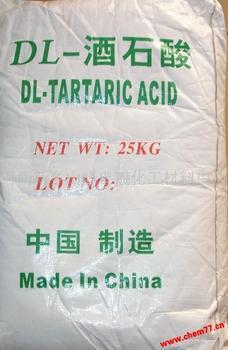 DL-酒石酸
DL-TARTARIC ACID
NET WT: 25KG
LOT NO:
中国 制造
Made In China
www.chem77.cn